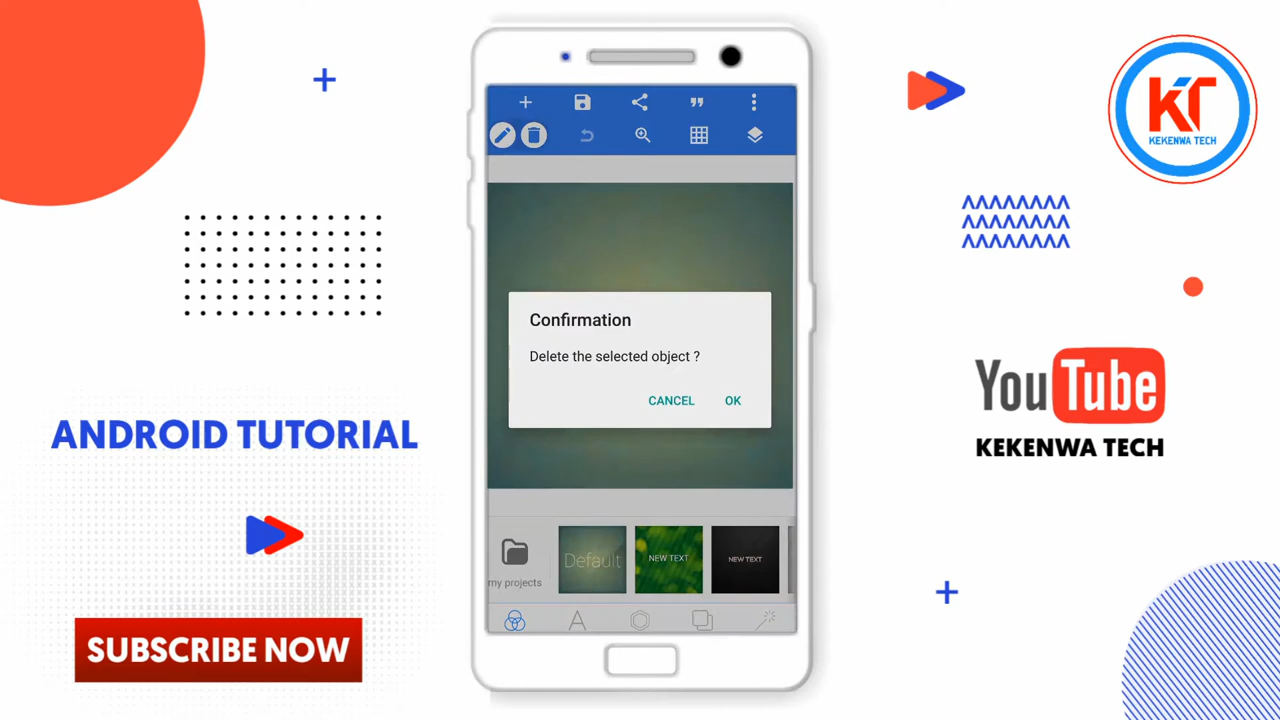 KT
KEKENWA TECH
Confirmation
Delete the selected object ?
CANCEL
OK
YouTube
KEKENWA TECH
ANDROID TUTORIAL
my projects
Default
NEW TEXT
NEW TEXT
SUBSCRIBE NOW